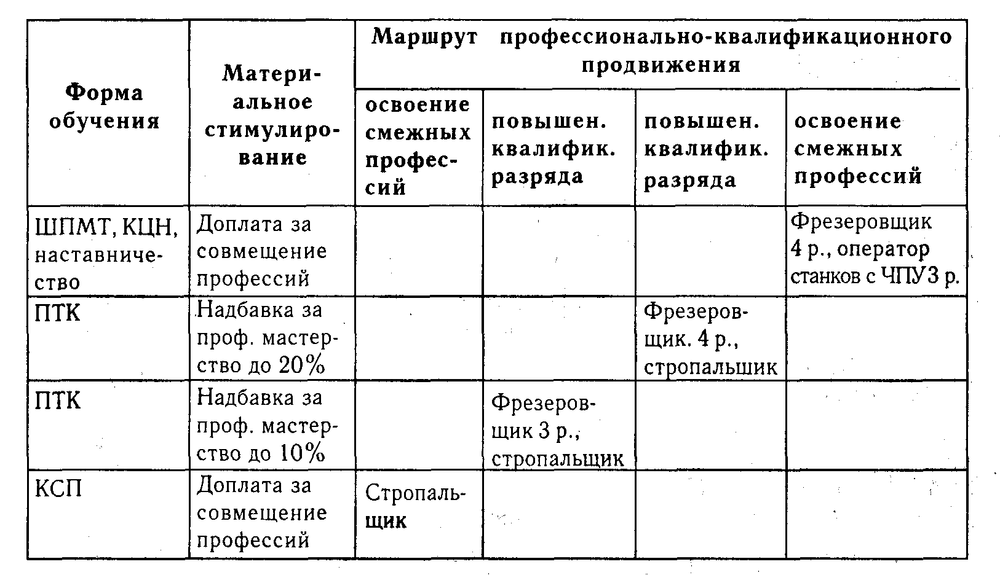 Форма
обучения
Матери-
альное
стимулиро-
вание
Маршрут профессионально-квалификационного
продвижения
освоение
смежных
профес-
сий
повышен.
квалифик.
разряда
повышен.
квалифик.
разряда
освоение
смежных
профессий
ШПМТ, КЦН,
наставниче-
ство
Доплата за
совмещение
профессий
Фрезеровщик
4 р., оператор
станков с ЧПУ 3 р.
ПТК
Надбавка за
проф. мастер-
ство до 20%
Фрезеров-
щик. 4 р.,
стропальшик
ПТК
Надбавка за
проф. мастер-
ство до 10%
Фрезеров-
щик 3 р.,
стропальщик
КСП
Доплата за
совмещение
профессий
Стропаль-
щик